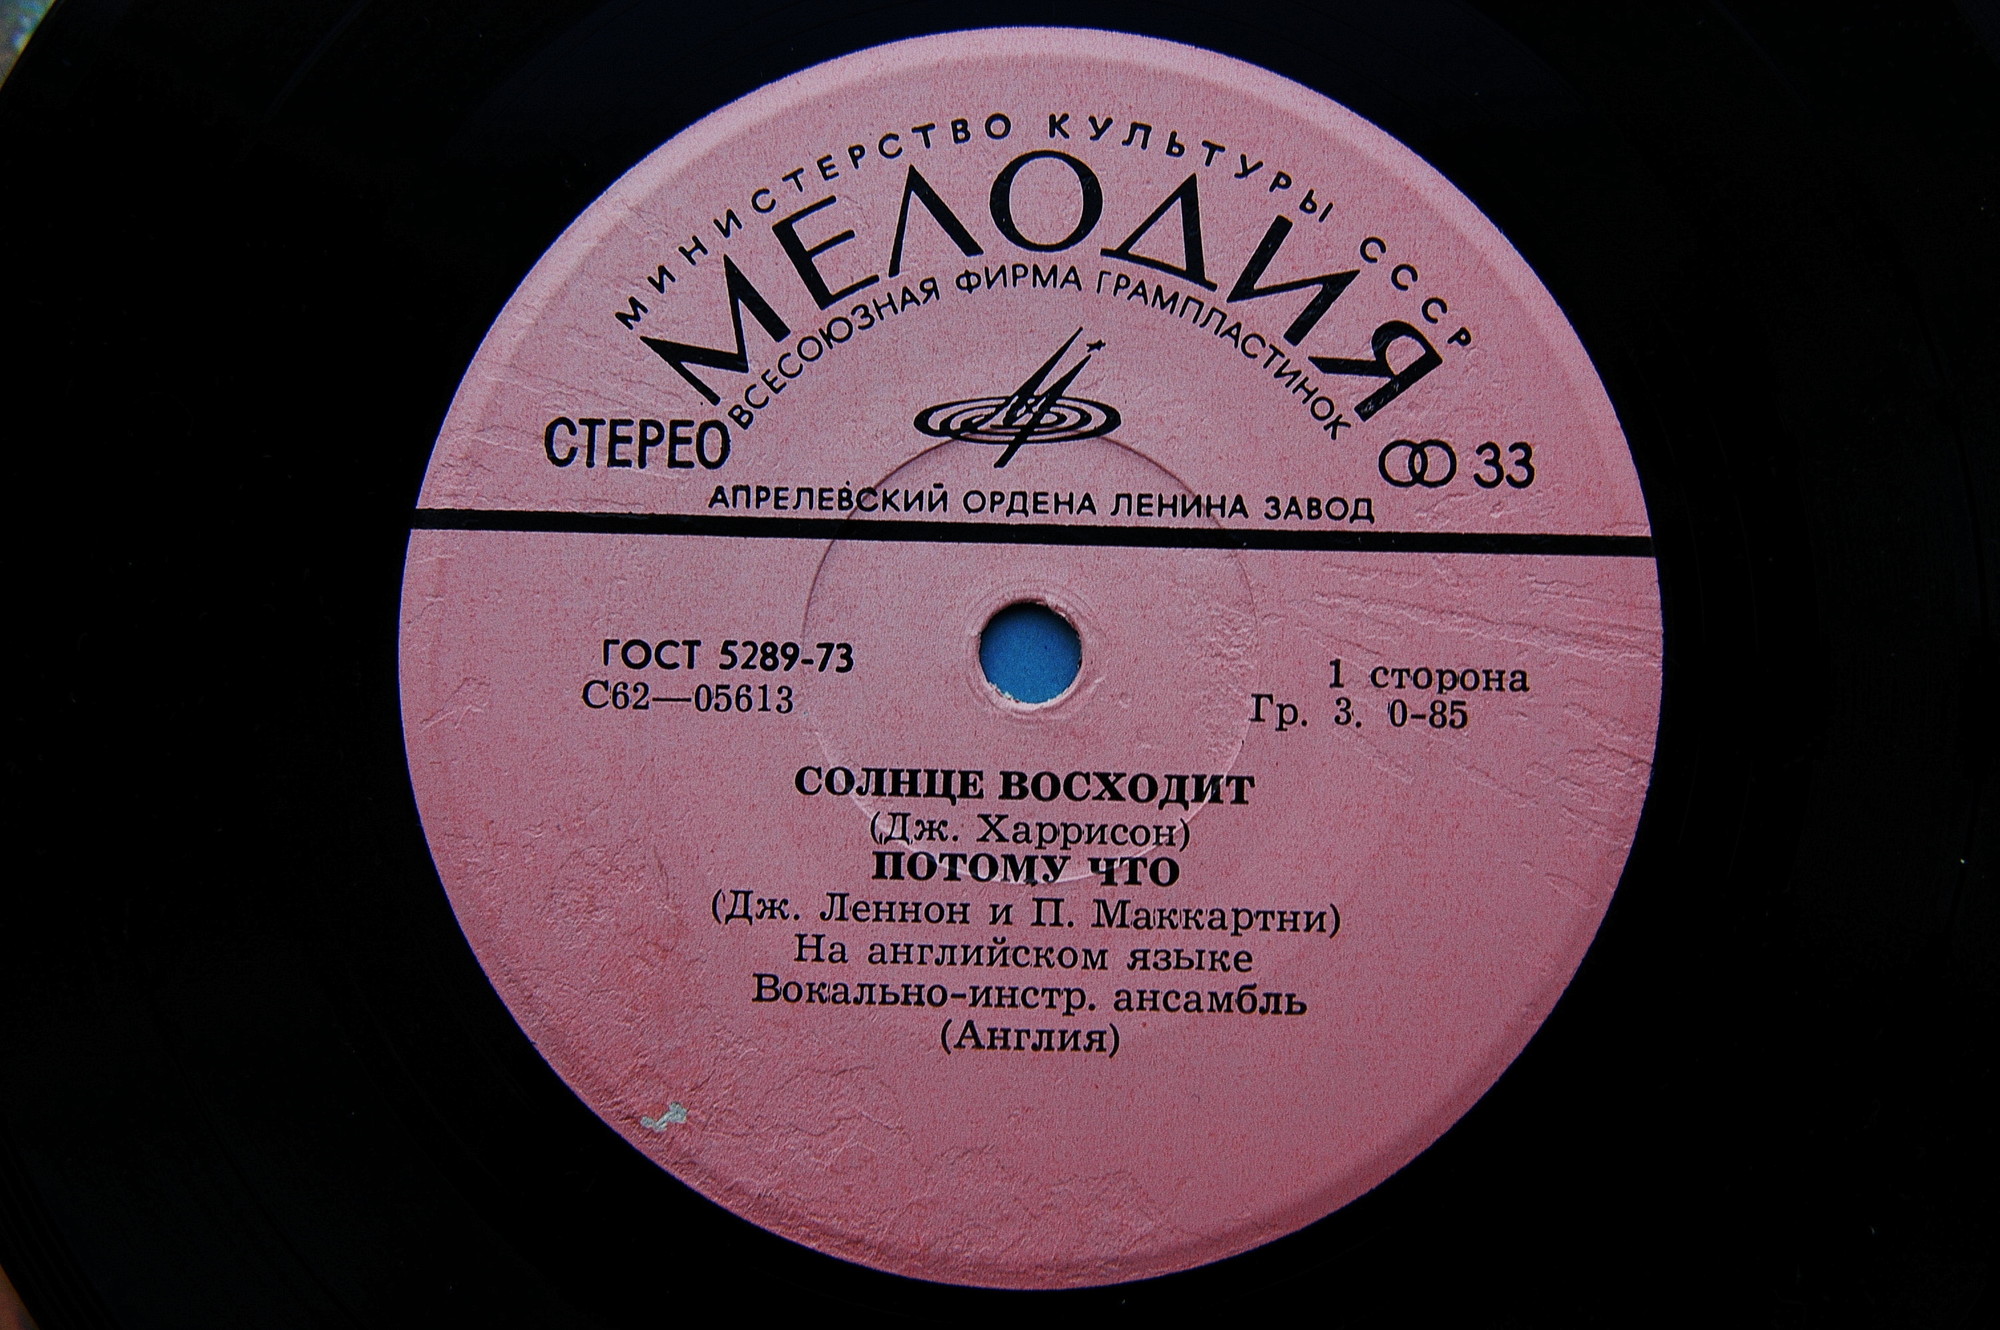 МИНИСТЕРСТВО КУЛЬТУРЫ СССР
МЕЛОДИЯ
ВСЕСОЮЗНАЯ ФИРМА ГРАМПЛАСТИНОК
СТЕРЕО
33
АПРЕЛЕВСКИЙ ОРДЕНА ЛЕНИНА ЗАВОД
ГОСТ 5289-73
С62—05613
1 сторона
Гр. 3. 0-85
СОЛНЦЕ ВОСХОДИТ
(Дж. Харрисон)
ПОТОМУ ЧТО
(Дж. Леннон и П. Маккартни)
На английском языке
Вокально-инстр. ансамбль
(Англия)